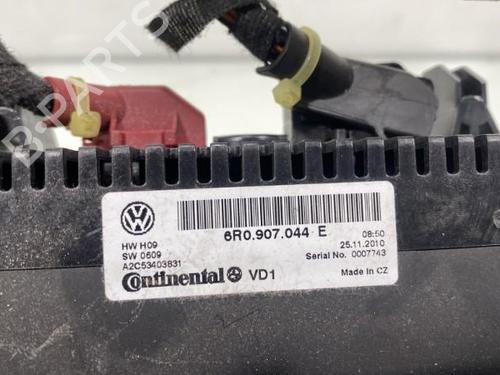 B-PARTS
6R0.907.044 E
HW H09
SW 0609
A2C53403831
08:50
25.11.2010
Serial No. 0007743
Continental VD1
Made in CZ